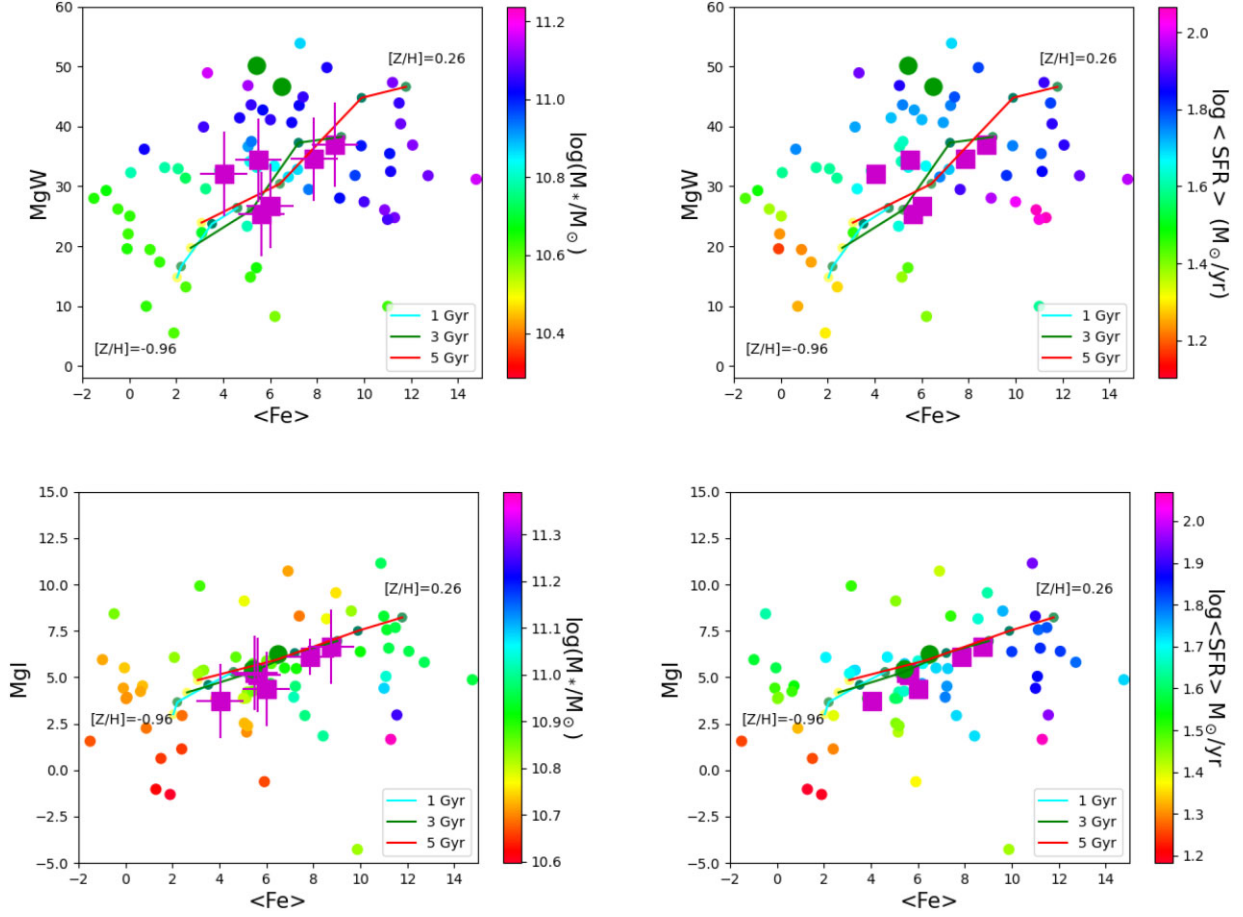 60
50
40
30
20
10
0
MgW
[Z/H]=0.26
[Z/H]=-0.96
1 Gyr
3 Gyr
5 Gyr
−2 0 2 4 6 8 10 12 14
<Fe>
11.2
11.0
10.8
10.6
10.4
log(M*/M⊙)
60
50
40
30
20
10
0
MgW
[Z/H]=0.26
[Z/H]=-0.96
1 Gyr
3 Gyr
5 Gyr
−2 0 2 4 6 8 10 12 14
<Fe>
2.0
1.8
1.6
1.4
1.2
log<SFR> (M⊙/yr)
15.0
12.5
10.0
7.5
5.0
2.5
0.0
−2.5
−5.0
MgI
[Z/H]=0.26
[Z/H]=-0.96
1 Gyr
3 Gyr
5 Gyr
−2 0 2 4 6 8 10 12 14
<Fe>
11.3
11.2
11.1
11.0
10.9
10.8
10.7
10.6
log(M*/M⊙)
15.0
12.5
10.0
7.5
5.0
2.5
0.0
−2.5
−5.0
MgI
[Z/H]=0.26
[Z/H]=-0.96
1 Gyr
3 Gyr
5 Gyr
−2 0 2 4 6 8 10 12 14
<Fe>
2.0
1.9
1.8
1.7
1.6
1.5
1.4
1.3
1.2
log<SFR> M⊙/yr